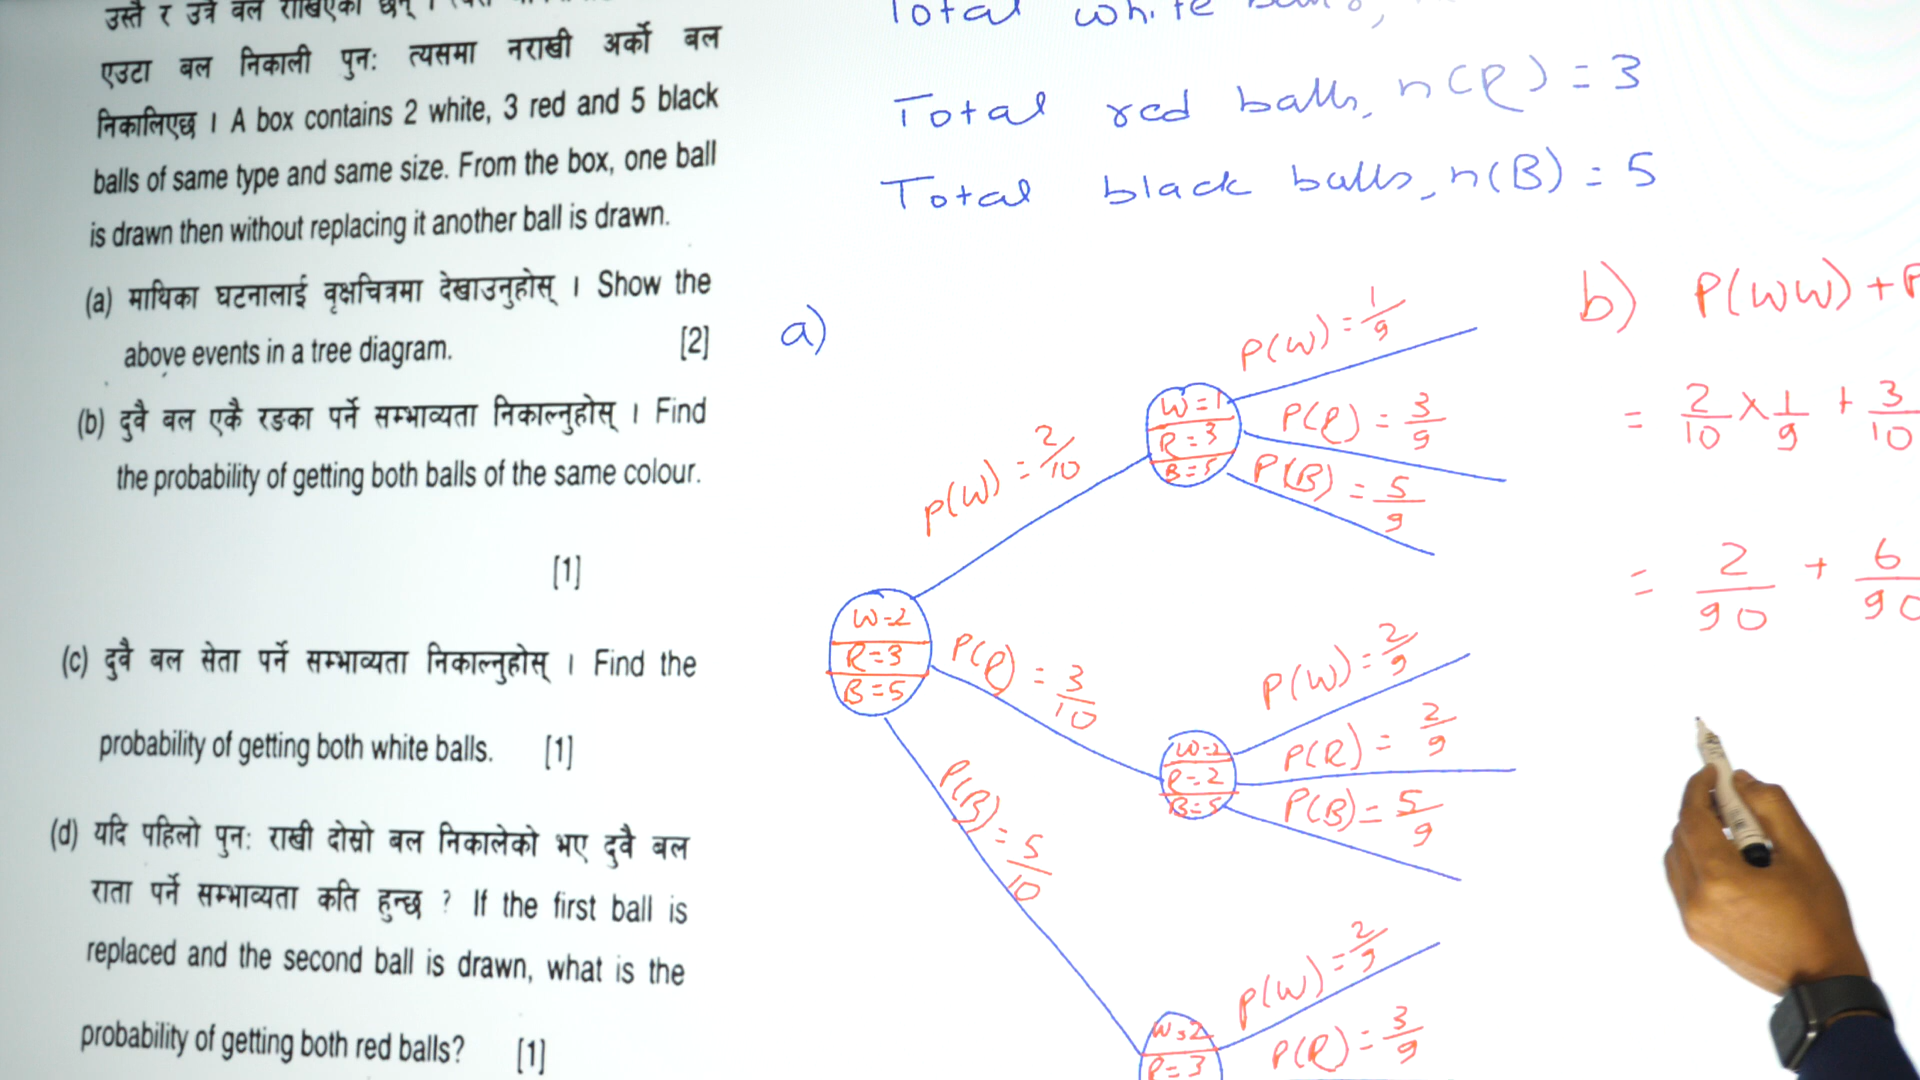 एउटा बल निकाली पुनः त्यसमा नराखी अर्को बल
निकालिएछ । A box contains 2 white, 3 red and 5 black
balls of same type and same size. From the box, one ball
is drawn then without replacing it another ball is drawn.
(a) माथिका घटनालाई वृक्षचित्रमा देखाउनुहोस् । Show the
above events in a tree diagram. [2]
(b) दुवै बल एकै रङका पर्ने सम्भाव्यता निकाल्नुहोस् । Find
the probability of getting both balls of the same colour.
[1]
(c) दुवै बल सेता पर्ने सम्भाव्यता निकाल्नुहोस् । Find the
probability of getting both white balls. [1]
(d) यदि पहिलो पुनः राखी दोस्रो बल निकालेको भए दुवै बल
राता पर्ने सम्भाव्यता कति हुन्छ ? If the first ball is
replaced and the second ball is drawn, what is the
probability of getting both red balls? [1]
Total white
Total red balls, n(R) = 3
Total black balls, n(B) = 5
a)
W=2
R=3
B=5
P(W) = 2/10
P(R) = 3/10
P(B) = 5/10
W=1
R=3
B=5
P(W) = 1/9
P(R) = 3/9
P(B) = 5/9
W=2
R=2
B=5
P(W) = 2/9
P(R) = 2/9
P(B) = 5/9
W=2
R=3
P(W) = 2/9
P(R) = 3/9
b) P(WW) + P
= 2/10 × 1/9 + 3/10
= 2/90 + 6/90